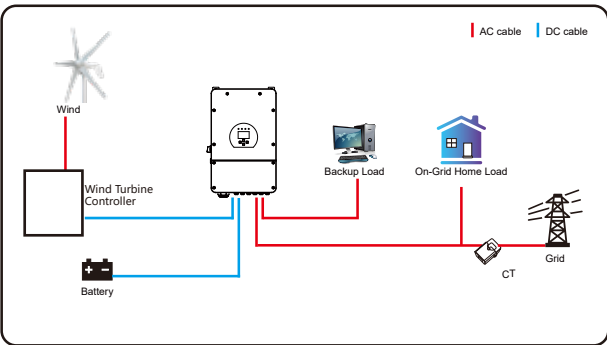 AC cable
DC cable
Wind
Wind Turbine
Controller
Backup Load
On-Grid Home Load
CT
Grid
Battery